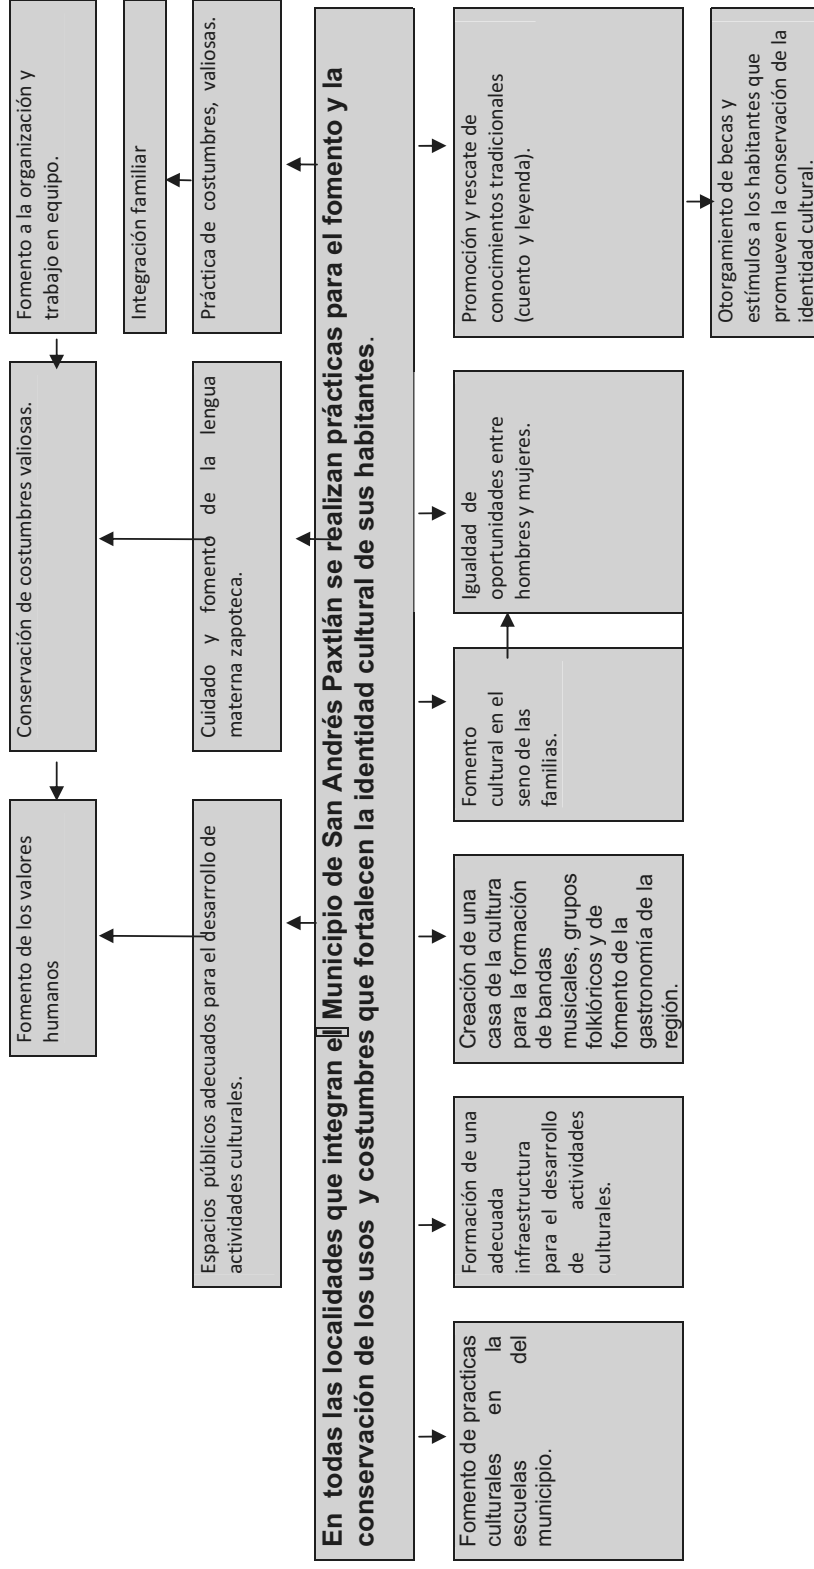 Fomento de los valores
humanos
Conservación de costumbres valiosas.
Fomento a la organización y
trabajo en equipo.
Integración familiar
Espacios públicos adecuados para el desarrollo de
actividades culturales.
Cuidado y fomento de la lengua
materna zapoteca.
Práctica de costumbres, valiosas.
En todas las localidades que integran el Municipio de San Andrés Paxtlán se realizan prácticas para el fomento y la
conservación de los usos y costumbres que fortalecen la identidad cultural de sus habitantes.
Fomento de practicas
culturales en la
escuelas del
municipio.
Formación de una
adecuada
infraestructura
para el desarrollo
de actividades
culturales.
Creación de una
casa de la cultura
para la formación
de bandas
musicales, grupos
folklóricos y de
fomento de la
gastronomía de la
región.
Fomento
cultural en el
seno de las
familias.
Igualdad de
oportunidades entre
hombres y mujeres.
Promoción y rescate de
conocimientos tradicionales
(cuento y leyenda).
Otorgamiento de becas y
estímulos a los habitantes que
promueven la conservación de la
identidad cultural.